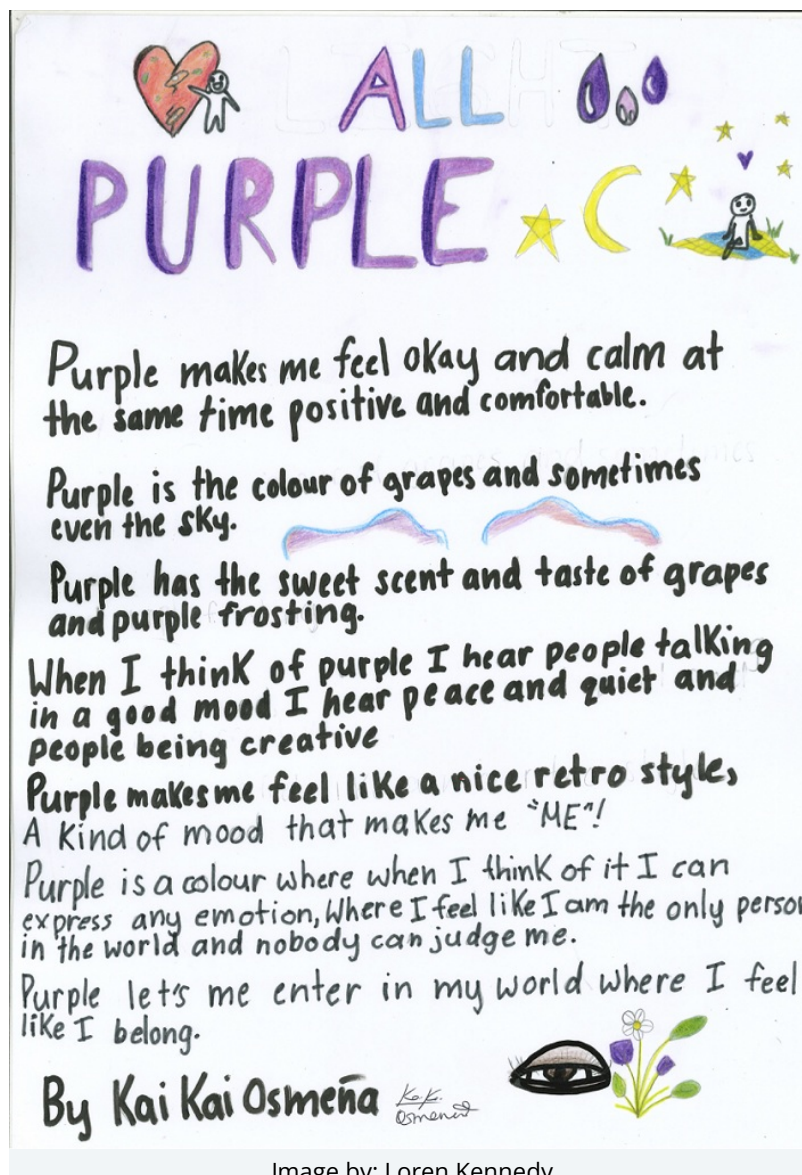 ALL
PURPLE
Purple makes me feel okay and calm at
the same time positive and comfortable.
Purple is the colour of grapes and sometimes
even the sky.
Purple has the sweet scent and taste of grapes
and purple frosting.
When I think of purple I hear people talking
in a good mood I hear peace and quiet and
people being creative
Purple makes me feel like a nice retro style,
A kind of mood that makes me "ME"!
Purple is a colour where when I think of it I can
express any emotion, Where I feel like I am the only person
in the world and nobody can judge me.
Purple let's me enter in my world where I feel
like I belong.
By Kai Kai Osmeña
K.K.
Osmena
Image by: Loren Kennedy